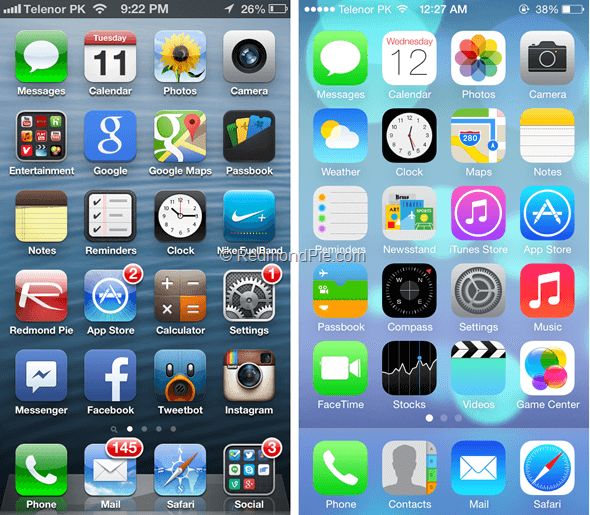 Telenor PK 9:22 PM 26%
Tuesday
11
Messages Calendar Photos Camera
Entertainment Google Google Maps Passbook
Notes Reminders Clock Nike FuelBand
2 1
Redmond Pie App Store Calculator Settings
Messenger Facebook Tweetbot Instagram
145 3
Phone Mail Safari Social
Telenor PK 12:27 AM 38%
Wednesday
12
Messages Calendar Photos Camera
280
Weather Clock Maps Notes
Reminders Newsstand iTunes Store App Store
Passbook Compass Settings Music
FaceTime Stocks Videos Game Center
Phone Contacts Mail Safari
© RedmondPie.com